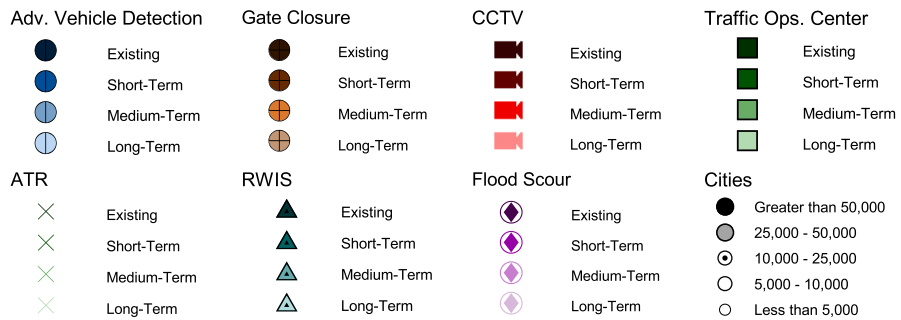 Adv. Vehicle Detection
Existing
Short-Term
Medium-Term
Long-Term
Gate Closure
Existing
Short-Term
Medium-Term
Long-Term
CCTV
Existing
Short-Term
Medium-Term
Long-Term
Traffic Ops. Center
Existing
Short-Term
Medium-Term
Long-Term
ATR
Existing
Short-Term
Medium-Term
Long-Term
RWIS
Existing
Short-Term
Medium-Term
Long-Term
Flood Scour
Existing
Short-Term
Medium-Term
Long-Term
Cities
Greater than 50,000
25,000 - 50,000
10,000 - 25,000
5,000 - 10,000
Less than 5,000